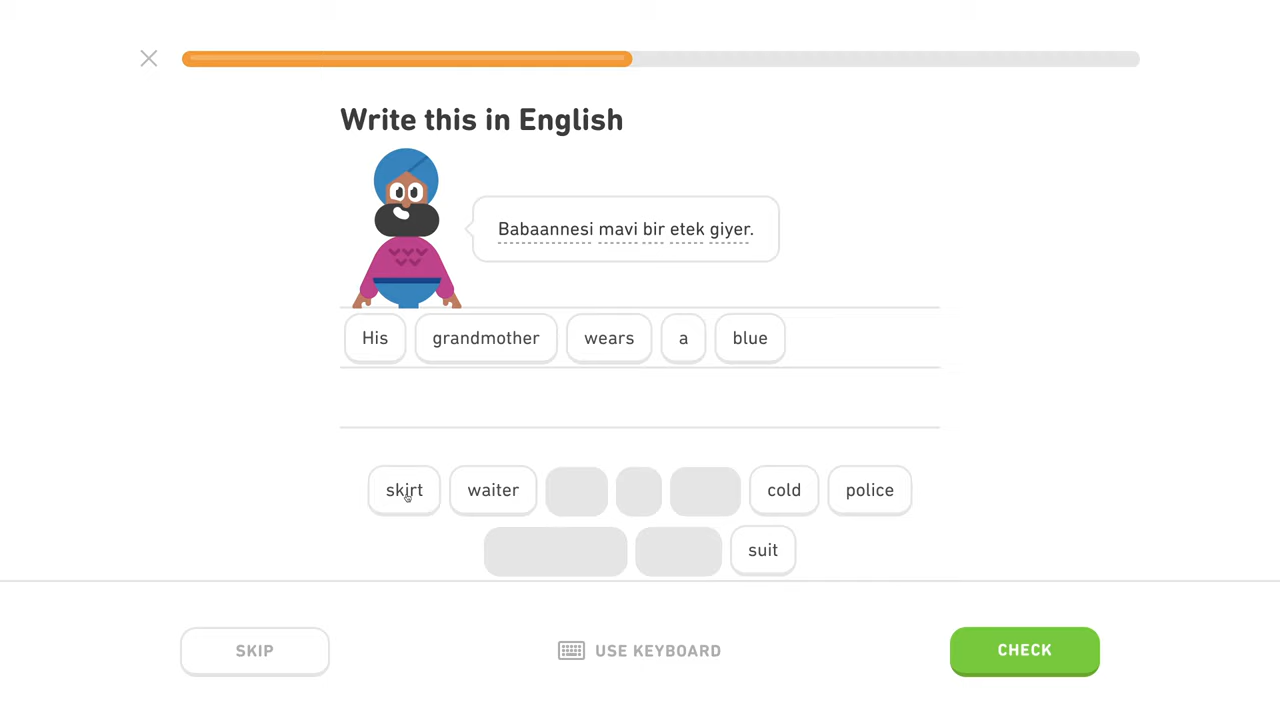 Write this in English
Babaannesi mavi bir etek giyer.
His grandmother wears a blue
skirt waiter cold police
suit
SKIP USE KEYBOARD CHECK